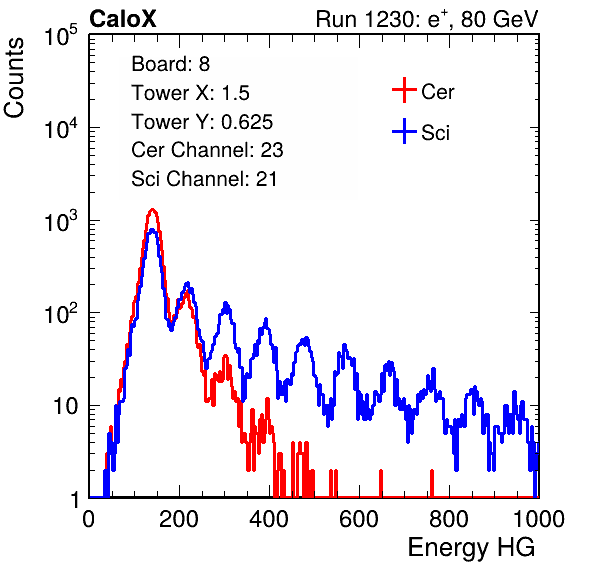 CaloX Run 1230: e⁺, 80 GeV
Counts
10⁵
10⁴
10³
10²
10
1
Board: 8
Tower X: 1.5
Tower Y: 0.625
Cer Channel: 23
Sci Channel: 21
Cer
Sci
0 200 400 600 800 1000
Energy HG